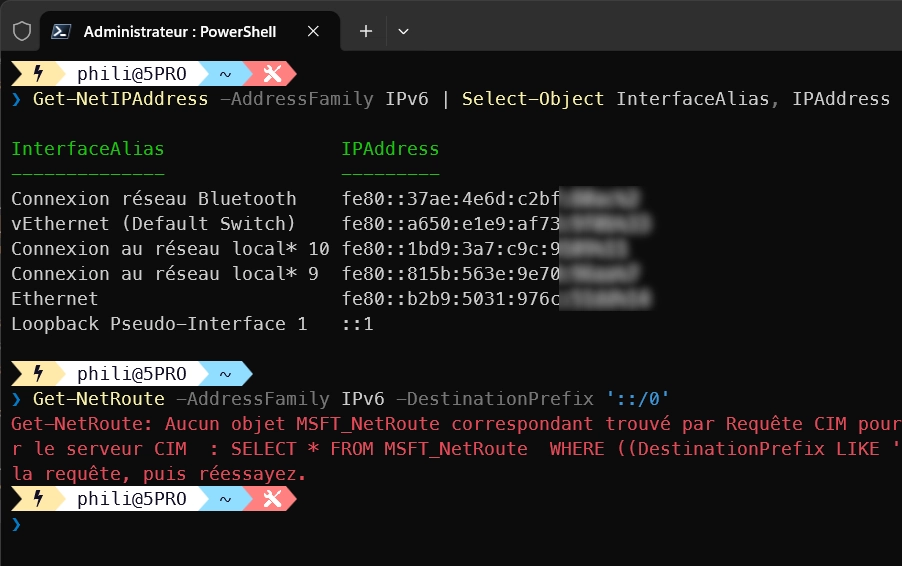 Administrateur : PowerShell
phili@5PRO ~
❯ Get-NetIPAddress -AddressFamily IPv6 | Select-Object InterfaceAlias, IPAddress
InterfaceAlias IPAddress
-------------- ---------
Connexion réseau Bluetooth fe80::37ae:4e6d:c2bf
vEthernet (Default Switch) fe80::a650:e1e9:af73
Connexion au réseau local* 10 fe80::1bd9:3a7:c9c:9
Connexion au réseau local* 9 fe80::815b:563e:9e70
Ethernet fe80::b2b9:5031:976c
Loopback Pseudo-Interface 1 ::1
phili@5PRO ~
❯ Get-NetRoute -AddressFamily IPv6 -DestinationPrefix '::/0'
Get-NetRoute: Aucun objet MSFT_NetRoute correspondant trouvé par Requête CIM pour
r le serveur CIM  : SELECT * FROM MSFT_NetRoute  WHERE ((DestinationPrefix LIKE '
la requête, puis réessayez.
phili@5PRO ~
❯